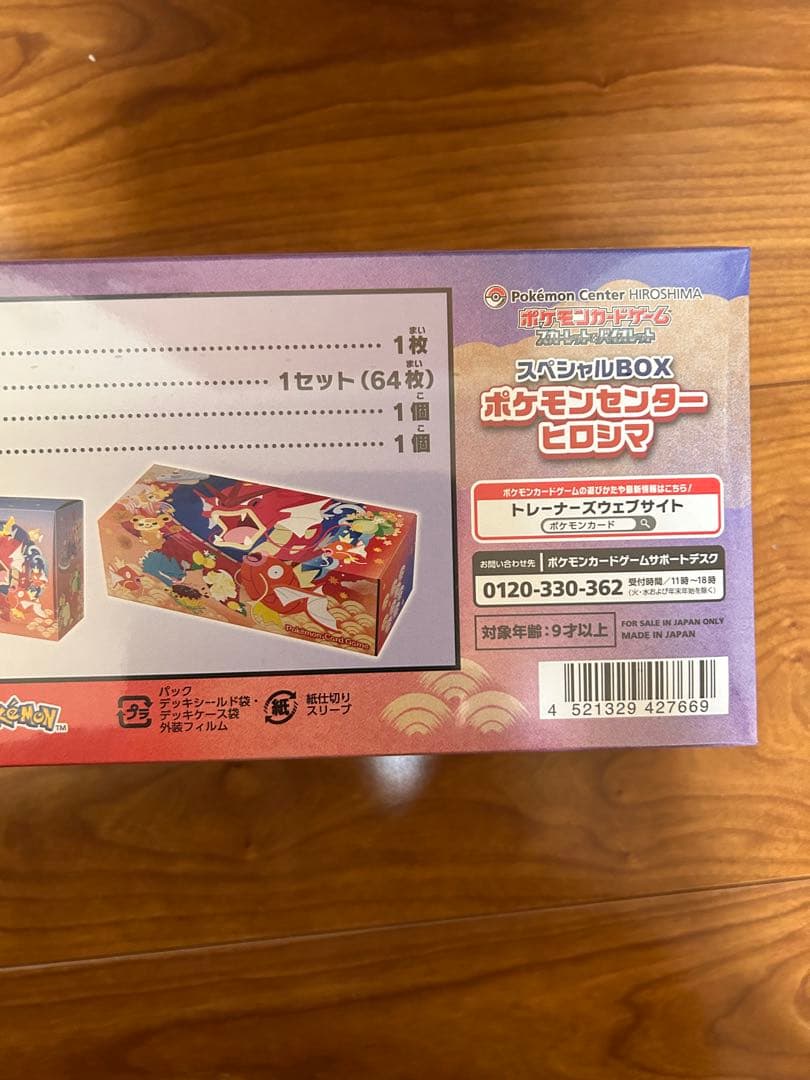 まい
1枚
まい
1セット（64枚）
こ
1個
こ
1個
Pokémon Card Game
POKéMON™
プラ
パック
デッキシールド袋・
デッキケース袋
外装フィルム
紙
紙仕切り
スリーブ
Pokémon Center HIROSHIMA
ポケモンカードゲーム
スカーレット&バイオレット
スペシャルBOX
ポケモンセンター
ヒロシマ
ポケモンカードゲームの遊びかたや最新情報はこちら！
トレーナーズウェブサイト
ポケモンカード
お問い合わせ先 ポケモンカードゲームサポートデスク
0120-330-362 受付時間／11時〜18時
（火・水および年末年始を除く）
対象年齢：9才以上
FOR SALE IN JAPAN ONLY
MADE IN JAPAN
4 521329 427669